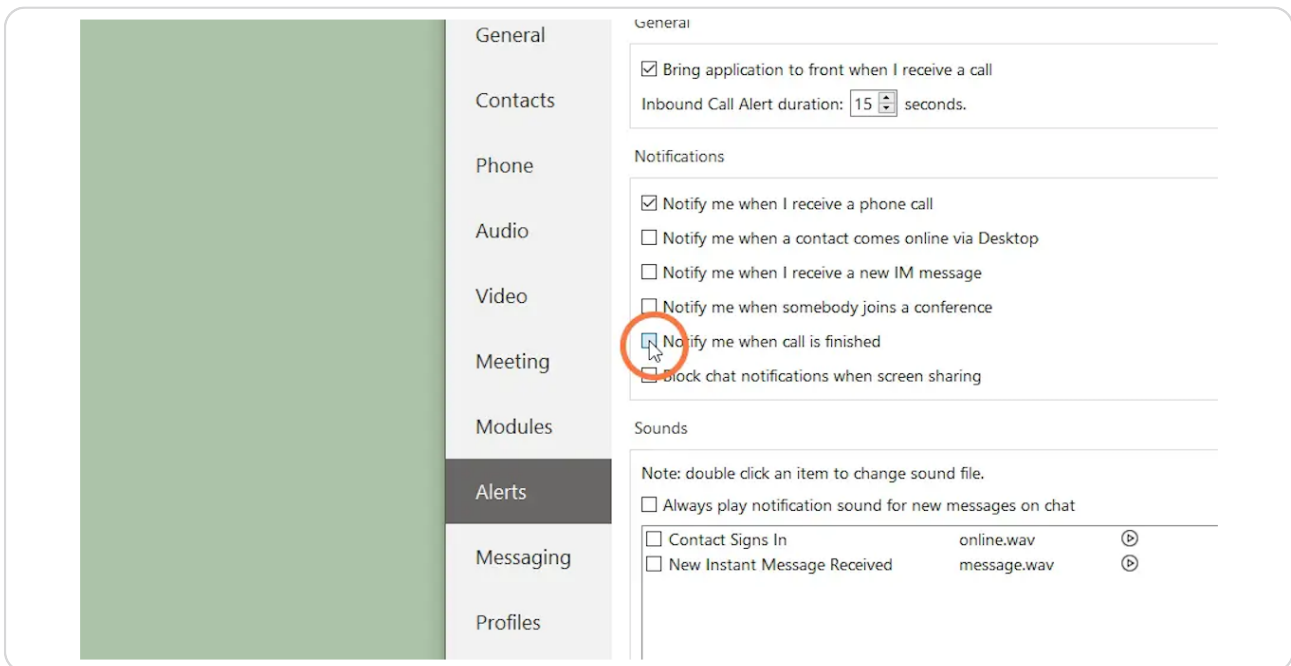 General
Contacts
Phone
Audio
Video
Meeting
Modules
Alerts
Messaging
Profiles
General
Bring application to front when I receive a call
Inbound Call Alert duration: 15 seconds.
Notifications
Notify me when I receive a phone call
Notify me when a contact comes online via Desktop
Notify me when I receive a new IM message
Notify me when somebody joins a conference
Notify me when call is finished
Block chat notifications when screen sharing
Sounds
Note: double click an item to change sound file.
Always play notification sound for new messages on chat
Contact Signs In online.wav
New Instant Message Received message.wav